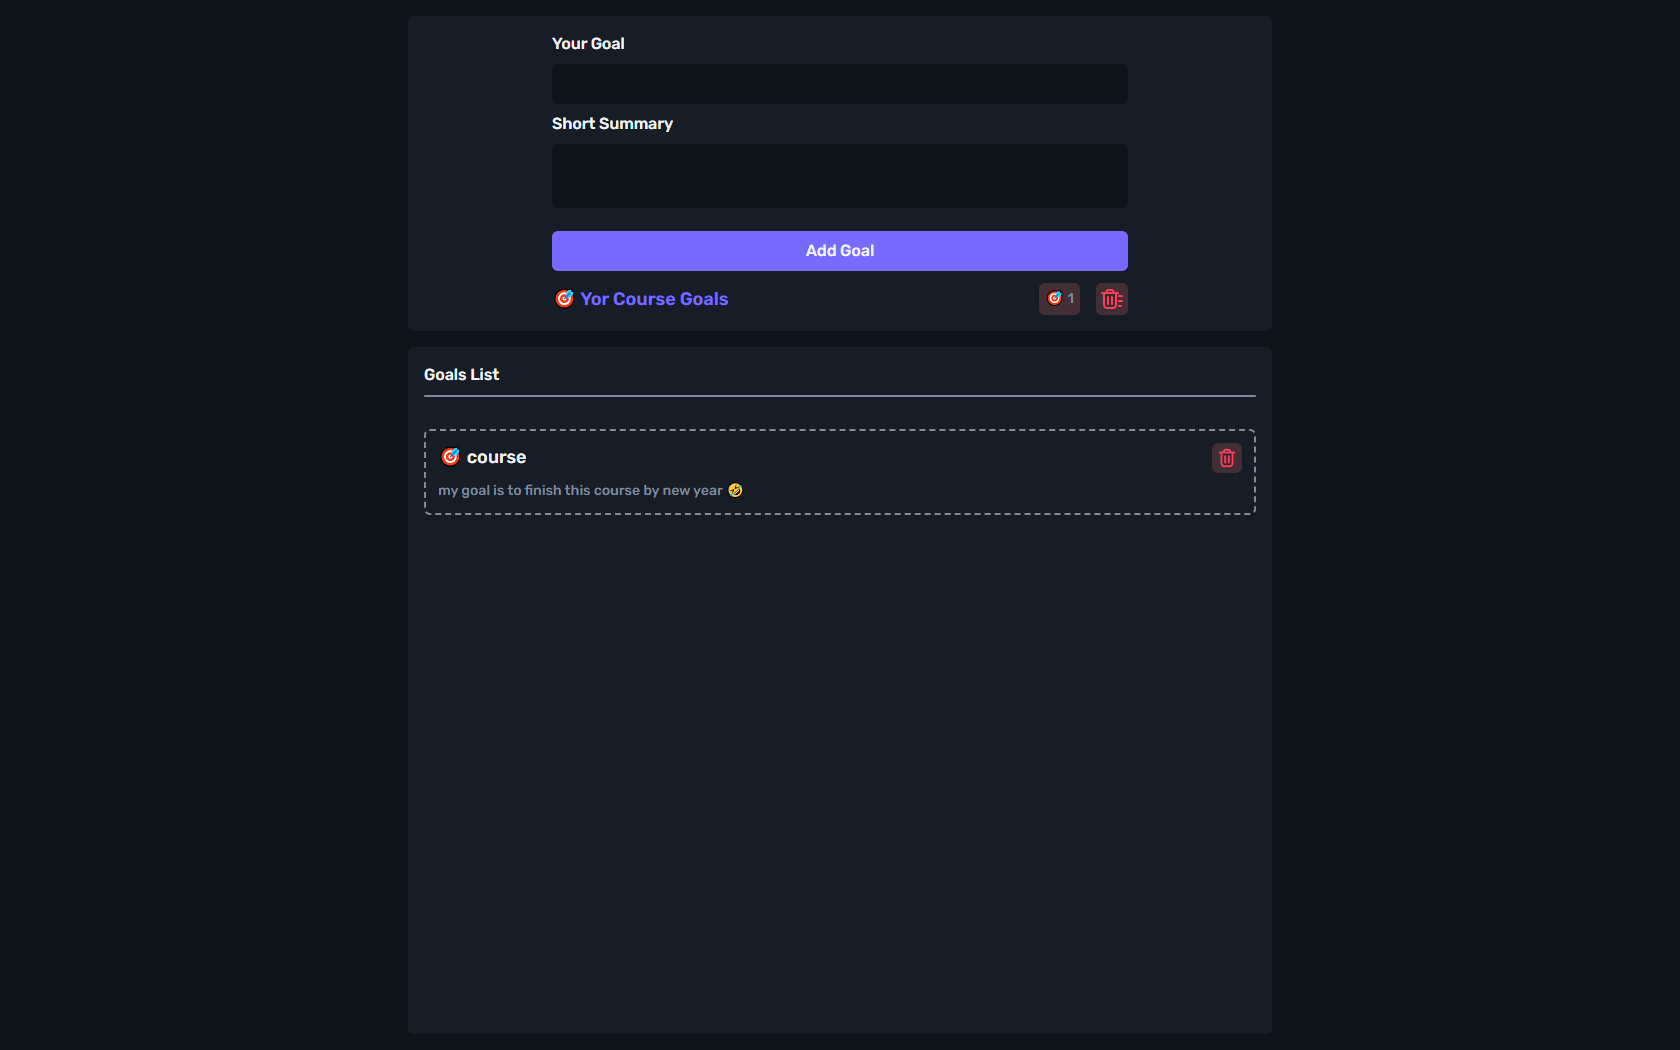 Your Goal
Short Summary
Add Goal
🎯 Yor Course Goals
🎯 1
Goals List
🎯 course
my goal is to finish this course by new year 🤣